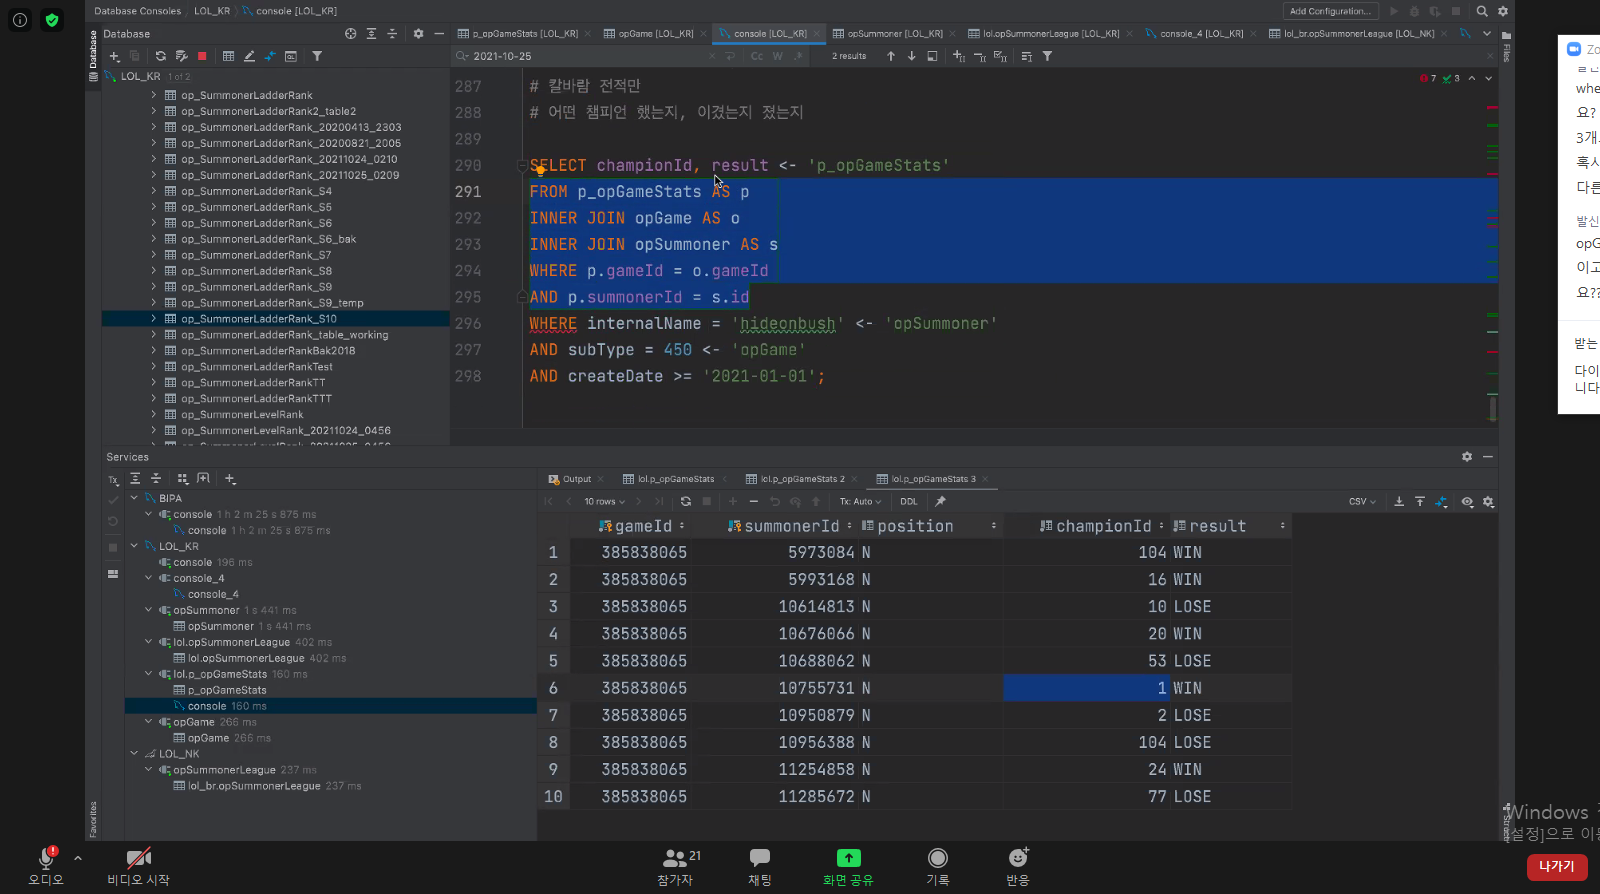 Database Consoles LOL_KR console [LOL_KR]
Add Configuration...
Database
p_opGameStats [LOL_KR]
opGame [LOL_KR]
console [LOL_KR]
opSummoner [LOL_KR]
lol.opSummonerLeague [LOL_KR]
console_4 [LOL_KR]
lol_br.opSummonerLeague [LOL_NK]
Database
Files
2021-10-25
Cc W .*
2 results
LOL_KR 1 of 2
op_SummonerLadderRank
op_SummonerLadderRank2_table2
op_SummonerLadderRank_20200413_2303
op_SummonerLadderRank_20200821_2005
op_SummonerLadderRank_20211024_0210
op_SummonerLadderRank_20211025_0209
op_SummonerLadderRank_S4
op_SummonerLadderRank_S5
op_SummonerLadderRank_S6
op_SummonerLadderRank_S6_bak
op_SummonerLadderRank_S7
op_SummonerLadderRank_S8
op_SummonerLadderRank_S9
op_SummonerLadderRank_S9_temp
op_SummonerLadderRank_S10
op_SummonerLadderRank_table_working
op_SummonerLadderRankBak2018
op_SummonerLadderRankTest
op_SummonerLadderRankTT
op_SummonerLadderRankTTT
op_SummonerLevelRank
op_SummonerLevelRank_20211024_0456
7 3
287 # 칼바람 전적만
288 # 어떤 챔피언 했는지, 이겼는지 졌는지
289
290 SELECT championId, result <- 'p_opGameStats'
291 FROM p_opGameStats AS p
292 INNER JOIN opGame AS o
293 INNER JOIN opSummoner AS s
294 WHERE p.gameId = o.gameId
295 AND p.summonerId = s.id
296 WHERE internalName = 'hideonbush' <- 'opSummoner'
297 AND subType = 450 <- 'opGame'
298 AND createDate >= '2021-01-01';
Zo
whe
요?
3개
혹시
다른
발신
opG
이고
요??
받는
다이
니다
Services
Tx
BIPA
console 1 h 2 m 25 s 875 ms
console 1 h 2 m 25 s 875 ms
LOL_KR
console 196 ms
console_4
console_4
opSummoner 1 s 441 ms
opSummoner 1 s 441 ms
lol.opSummonerLeague 402 ms
lol.opSummonerLeague 402 ms
lol.p_opGameStats 160 ms
p_opGameStats
console 160 ms
opGame 266 ms
opGame 266 ms
LOL_NK
opSummonerLeague 237 ms
lol_br.opSummonerLeague 237 ms
Favorites
Output
lol.p_opGameStats
lol.p_opGameStats 2
lol.p_opGameStats 3
10 rows
Tx: Auto
DDL
CSV
gameId summonerId position championId result
1 385838065 5973084 N 104 WIN
2 385838065 5993168 N 16 WIN
3 385838065 10614813 N 10 LOSE
4 385838065 10676066 N 20 WIN
5 385838065 10688062 N 53 LOSE
6 385838065 10755731 N 1 WIN
7 385838065 10950879 N 2 LOSE
8 385838065 10956388 N 104 LOSE
9 385838065 11254858 N 24 WIN
10 385838065 11285672 N 77 LOSE
Windows
[설정]으로 이동
오디오
비디오 시작
21
참가자
채팅
화면 공유
기록
반응
나가기